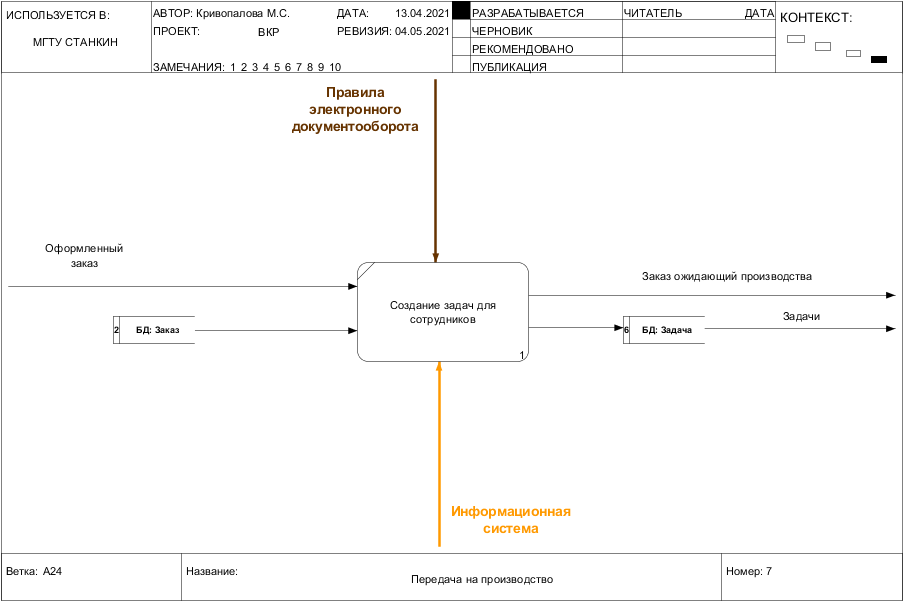 ИСПОЛЬЗУЕТСЯ В:
МГТУ СТАНКИН
АВТОР: Кривопалова М.С.
ДАТА: 13.04.2021
ПРОЕКТ: ВКР
РЕВИЗИЯ: 04.05.2021
ЗАМЕЧАНИЯ: 1 2 3 4 5 6 7 8 9 10
РАЗРАБАТЫВАЕТСЯ
ЧЕРНОВИК
РЕКОМЕНДОВАНО
ПУБЛИКАЦИЯ
ЧИТАТЕЛЬ ДАТА
КОНТЕКСТ:
Правила
электронного
документооборота
Оформленный
заказ
2 БД: Заказ
Создание задач для
сотрудников
1
Заказ ожидающий производства
6 БД: Задача
Задачи
Информационная
система
Ветка: A24
Название:
Передача на производство
Номер: 7